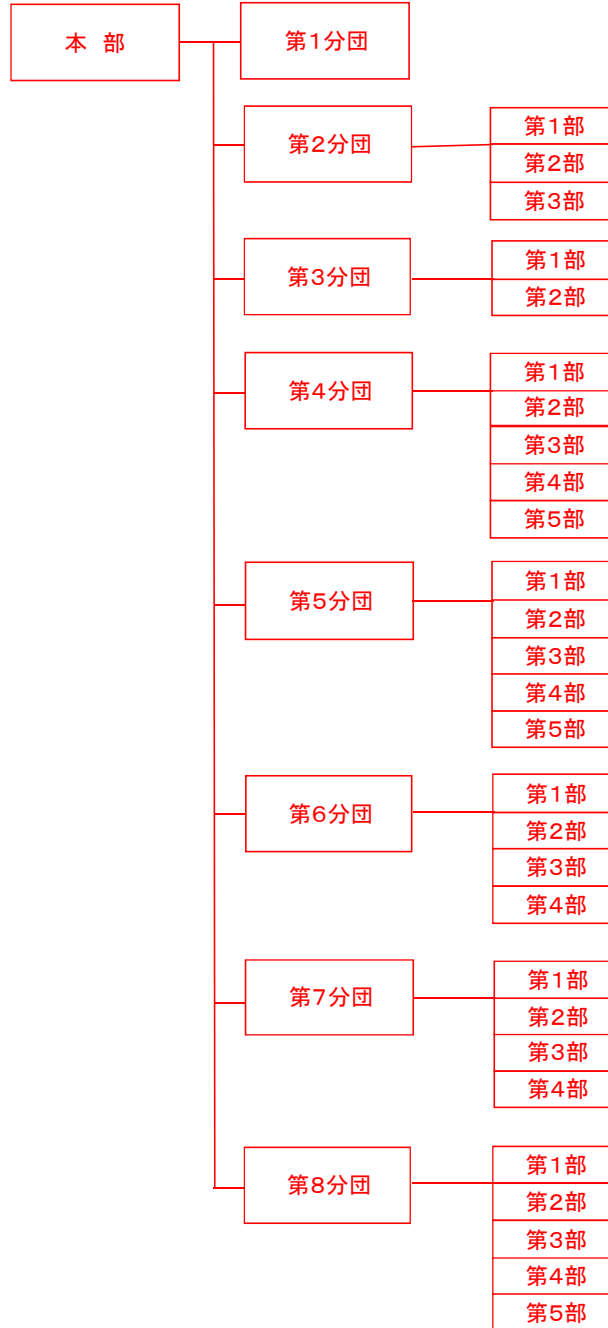 本 部
第1分団
第2分団
第1部
第2部
第3部
第3分団
第1部
第2部
第4分団
第1部
第2部
第3部
第4部
第5部
第5分団
第1部
第2部
第3部
第4部
第5部
第6分団
第1部
第2部
第3部
第4部
第7分団
第1部
第2部
第3部
第4部
第8分団
第1部
第2部
第3部
第4部
第5部